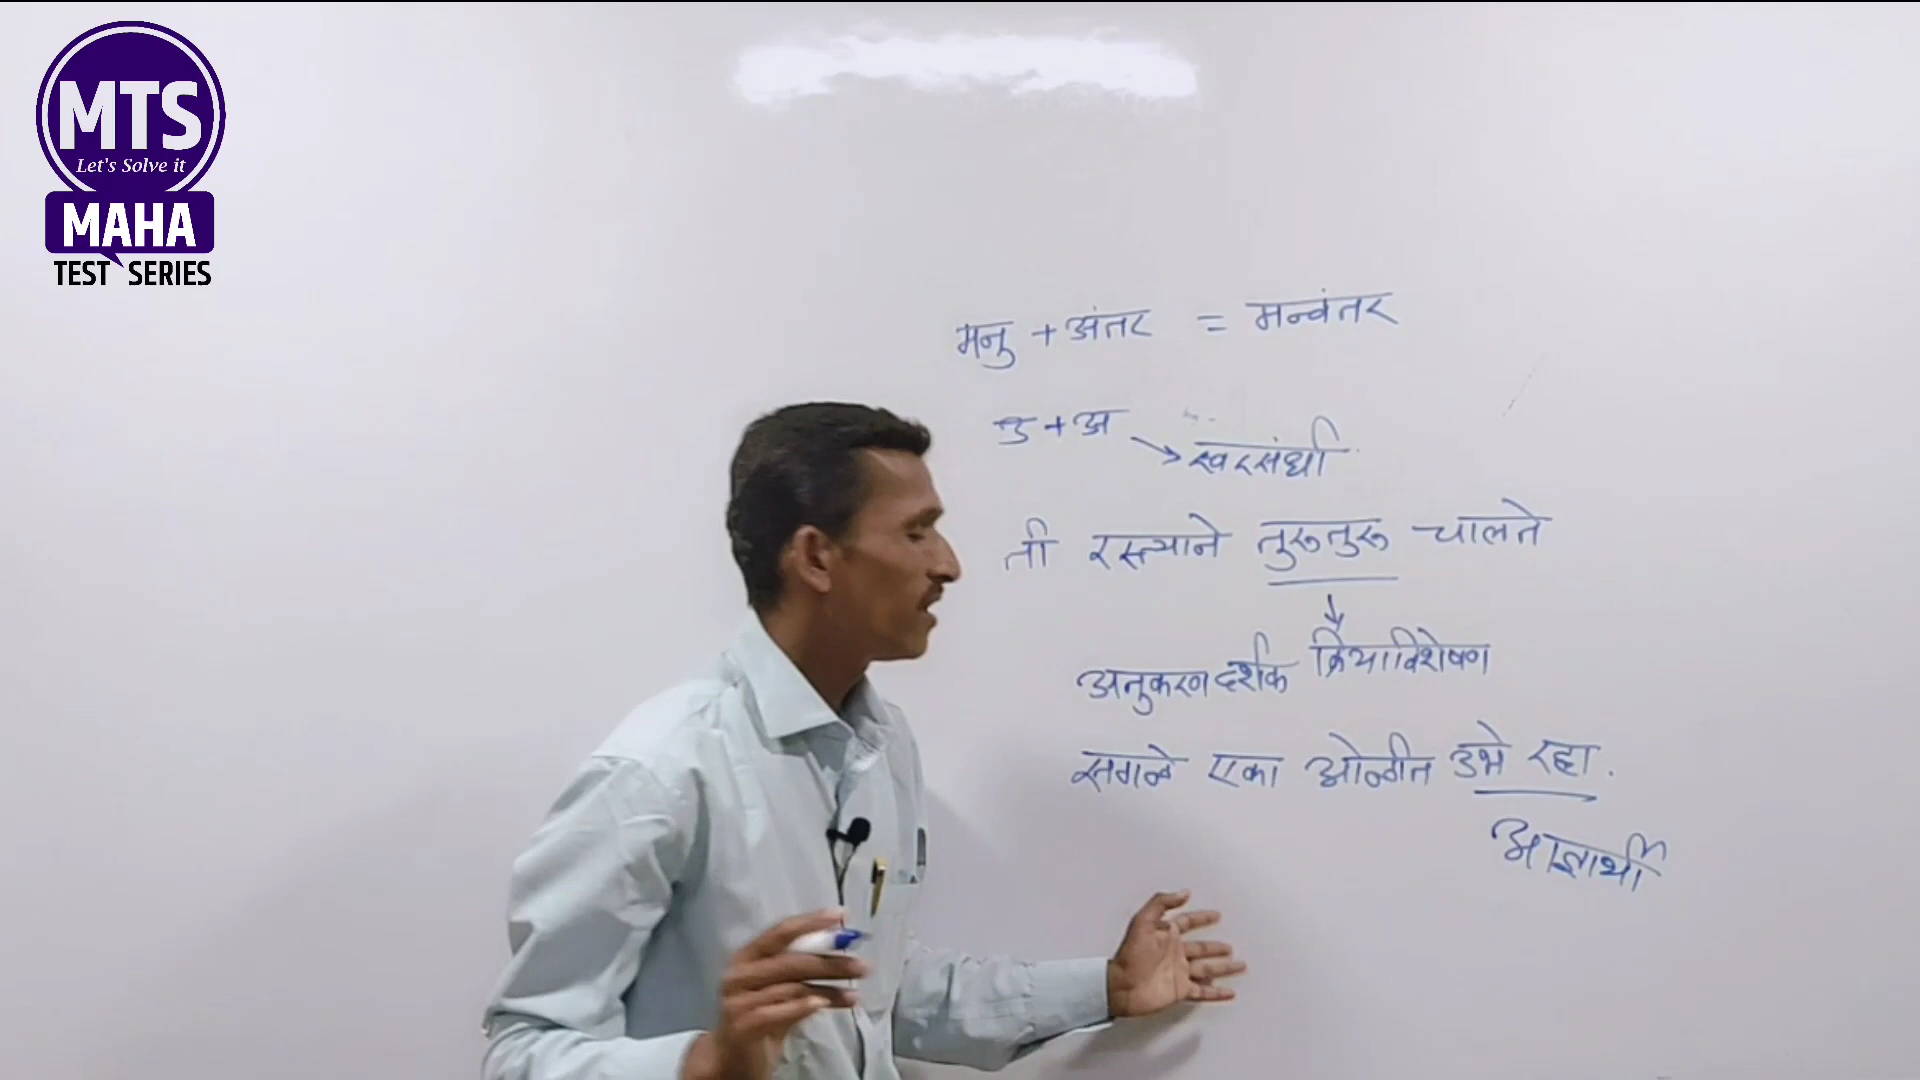 MTS
Let's Solve it
MAHA
TEST SERIES
मनु + अंतर = मन्वंतर
उ + अ
→ स्वरसंधी
ती रस्त्याने तुरूतुरू चालते
↓
अनुकरणदर्शक क्रियाविशेषण
सगळे एका ओळीत उभे रहा.
आज्ञार्थी